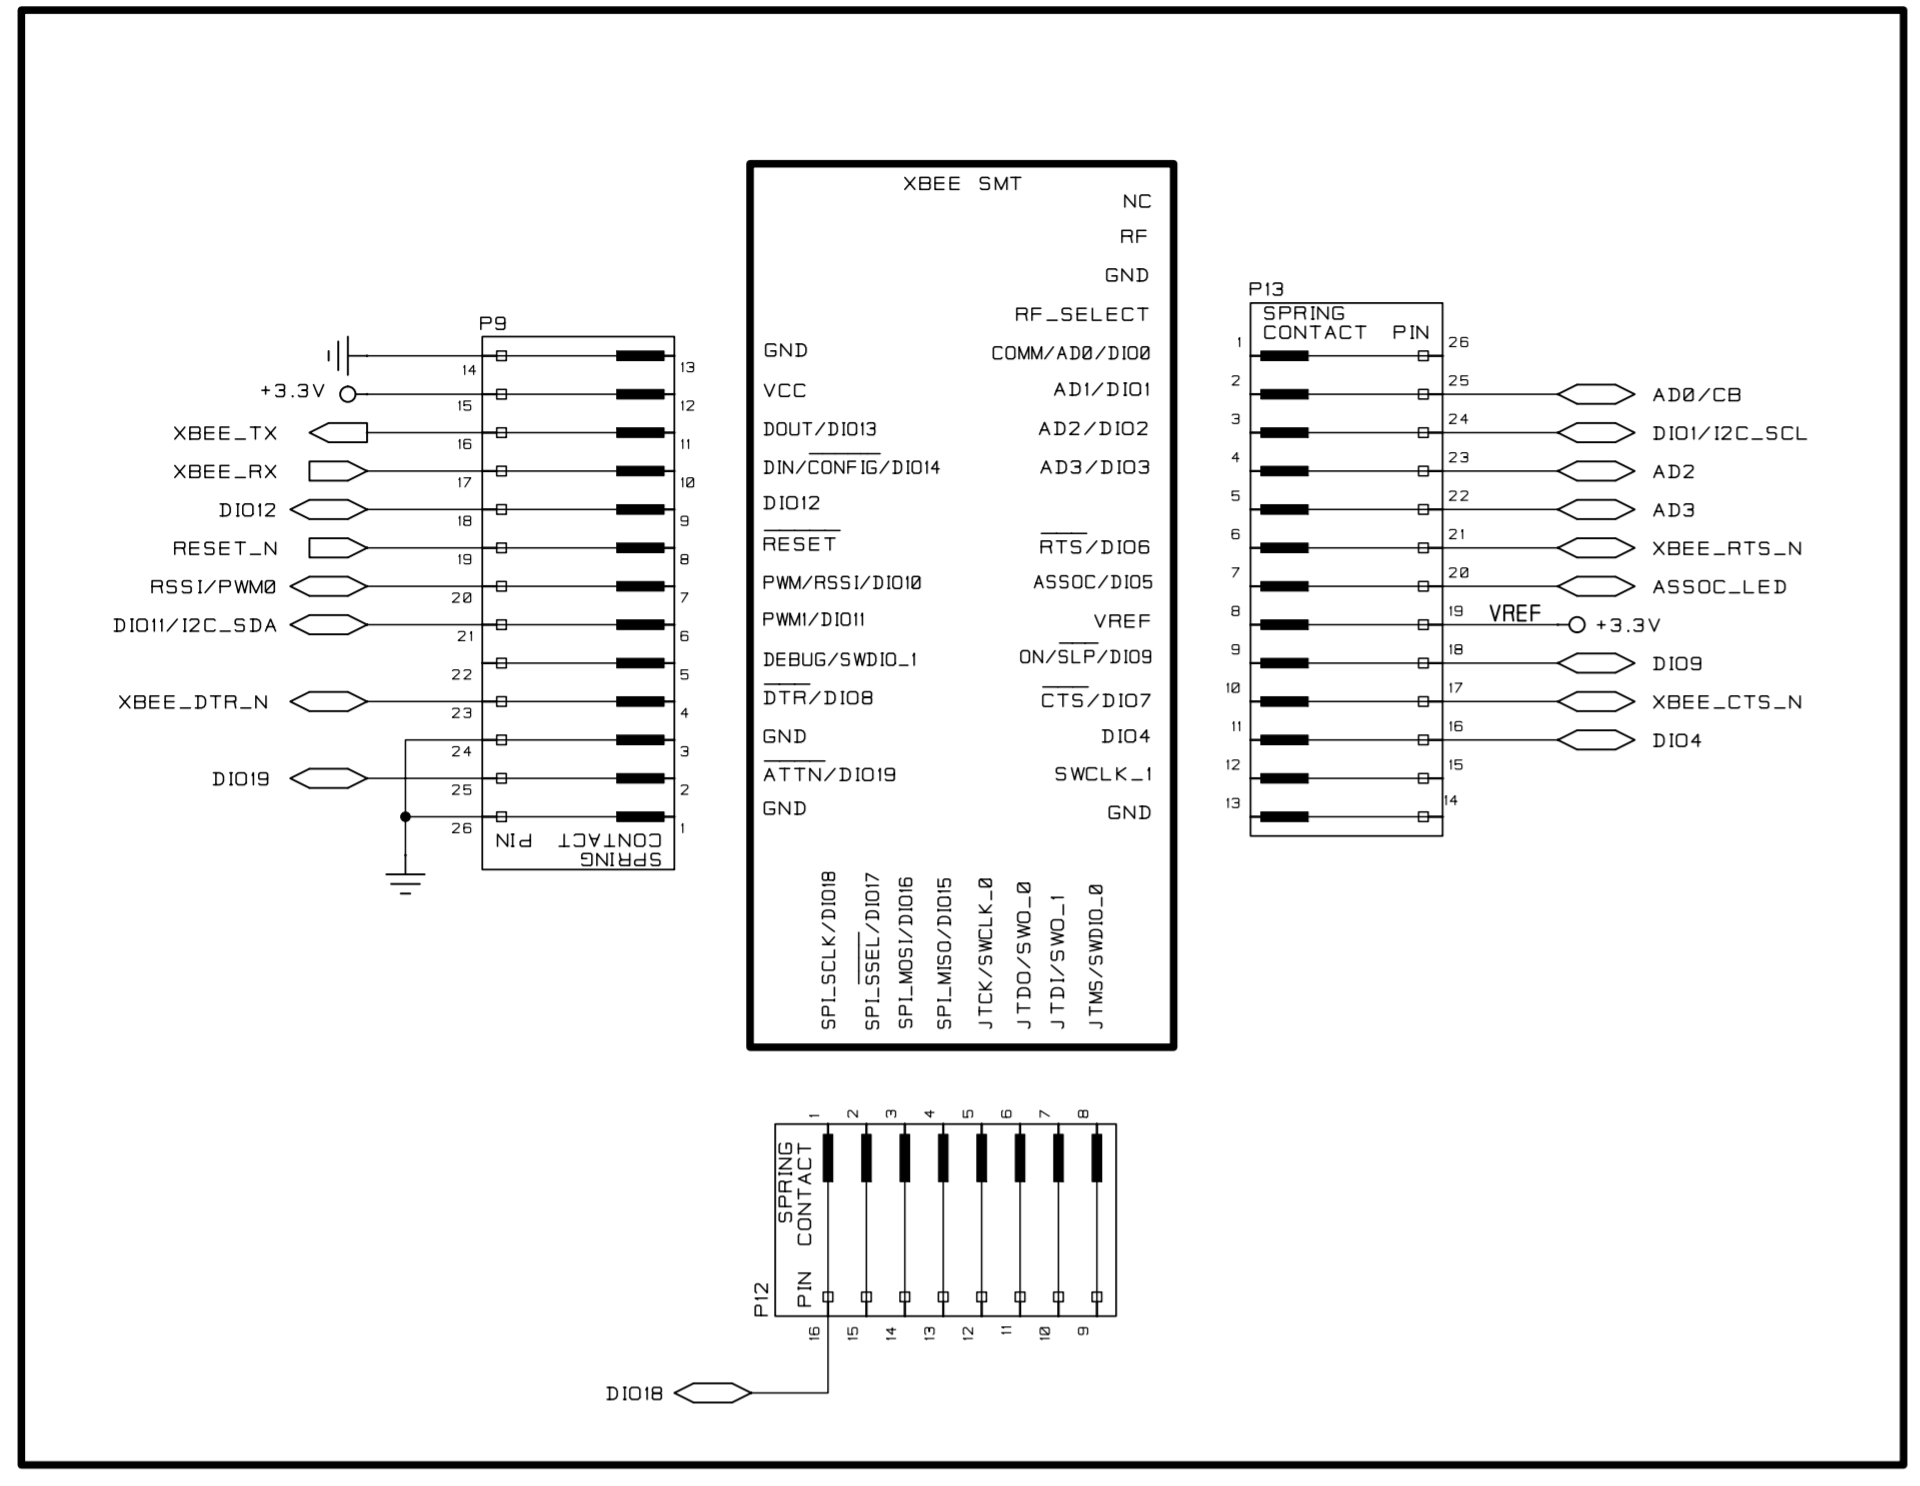 XBEE SMT
NC
RF
GND
RF_SELECT
COMM/AD0/DIO0
AD1/DIO1
AD2/DIO2
AD3/DIO3
RTS/DIO6
ASSOC/DIO5
VREF
ON/SLP/DIO9
CTS/DIO7
DIO4
SWCLK_1
GND
GND
VCC
DOUT/DIO13
DIN/CONFIG/DIO14
DIO12
RESET
PWM/RSSI/DIO10
PWM1/DIO11
DEBUG/SWDIO_1
DTR/DIO8
GND
ATTN/DIO19
GND
SPI_SCLK/DIO18
SPI_SSEL/DIO17
SPI_MOSI/DIO16
SPI_MISO/DIO15
JTCK/SWCLK_0
JTDO/SWO_0
JTDI/SWO_1
JTMS/SWDIO_0
P9
14 13
+3.3V 15 12
XBEE_TX 16 11
XBEE_RX 17 10
DIO12 18 9
RESET_N 19 8
RSSI/PWM0 20 7
DIO11/I2C_SDA 21 6
22 5
XBEE_DTR_N 23 4
24 3
DIO19 25 2
26 1
PIN CONTACT
SPRING
P13
SPRING
CONTACT PIN
1 26
2 25 AD0/CB
3 24 DIO1/I2C_SCL
4 23 AD2
5 22 AD3
6 21 XBEE_RTS_N
7 20 ASSOC_LED
8 19 VREF +3.3V
9 18 DIO9
10 17 XBEE_CTS_N
11 16 DIO4
12 15
13 14
1 2 3 4 5 6 7 8
SPRING
PIN CONTACT
P12
16 15 14 13 12 11 10 9
DIO18